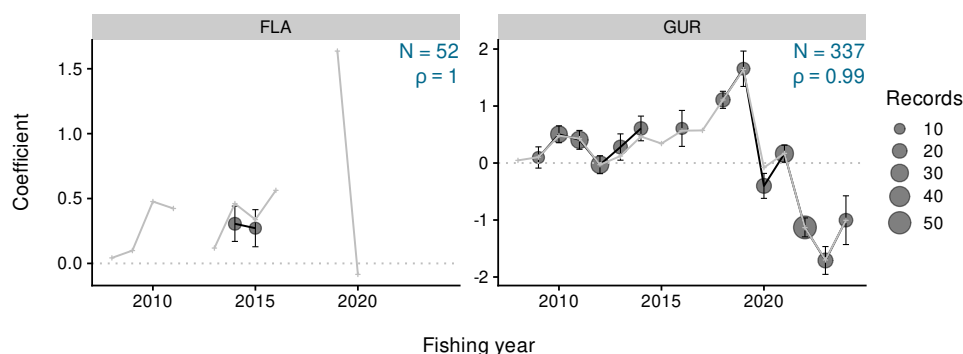 FLA
GUR
N = 52
ρ = 1
N = 337
ρ = 0.99
Coefficient
1.5
1.0
0.5
0.0
2
1
0
-1
-2
2010
2015
2020
2010
2015
2020
Fishing year
Records
10
20
30
40
50